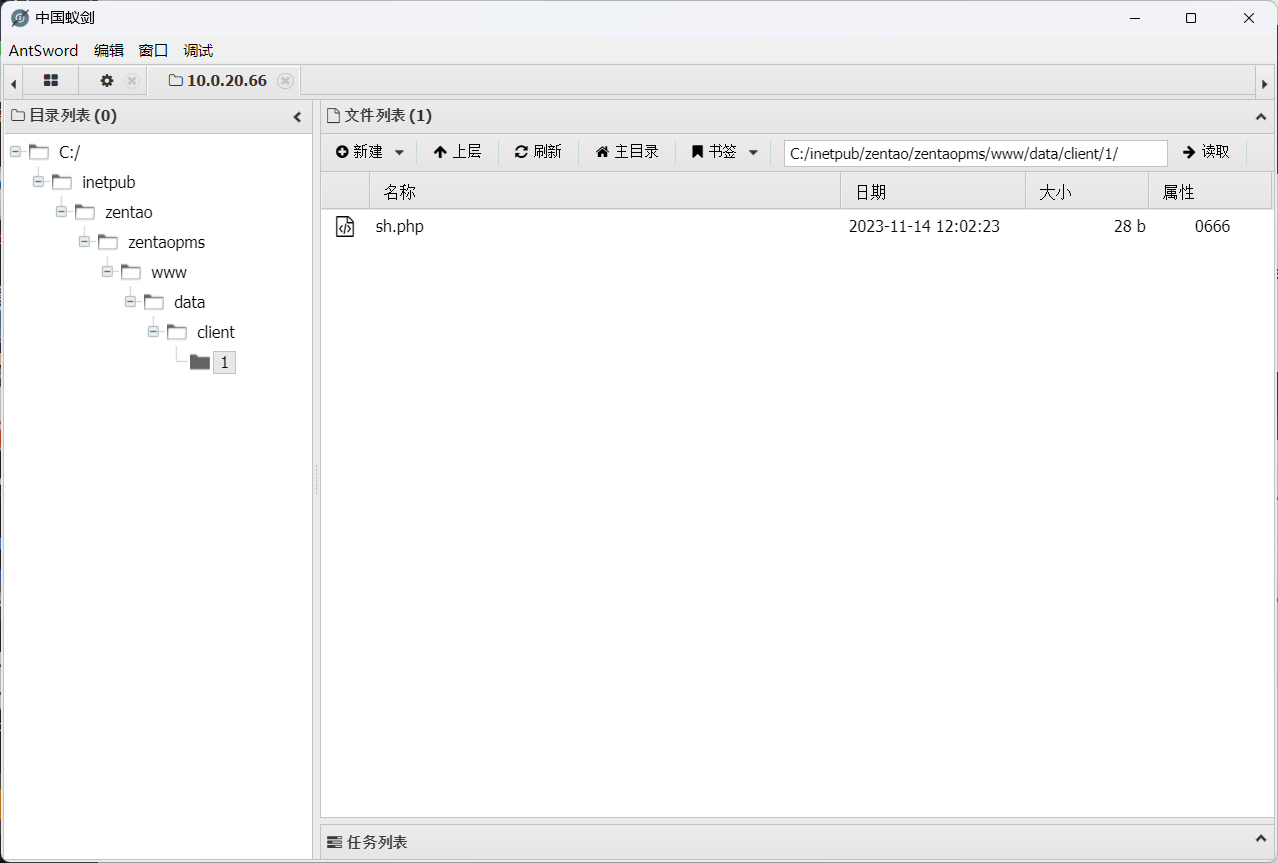 中国蚁剑
AntSword 编辑 窗口 调试
10.0.20.66
目录列表 (0)
C:/
inetpub
zentao
zentaopms
www
data
client
1
文件列表 (1)
新建 上层 刷新 主目录 书签 C:/inetpub/zentao/zentaopms/www/data/client/1/ 读取
名称 日期 大小 属性
sh.php 2023-11-14 12:02:23 28 b 0666
任务列表